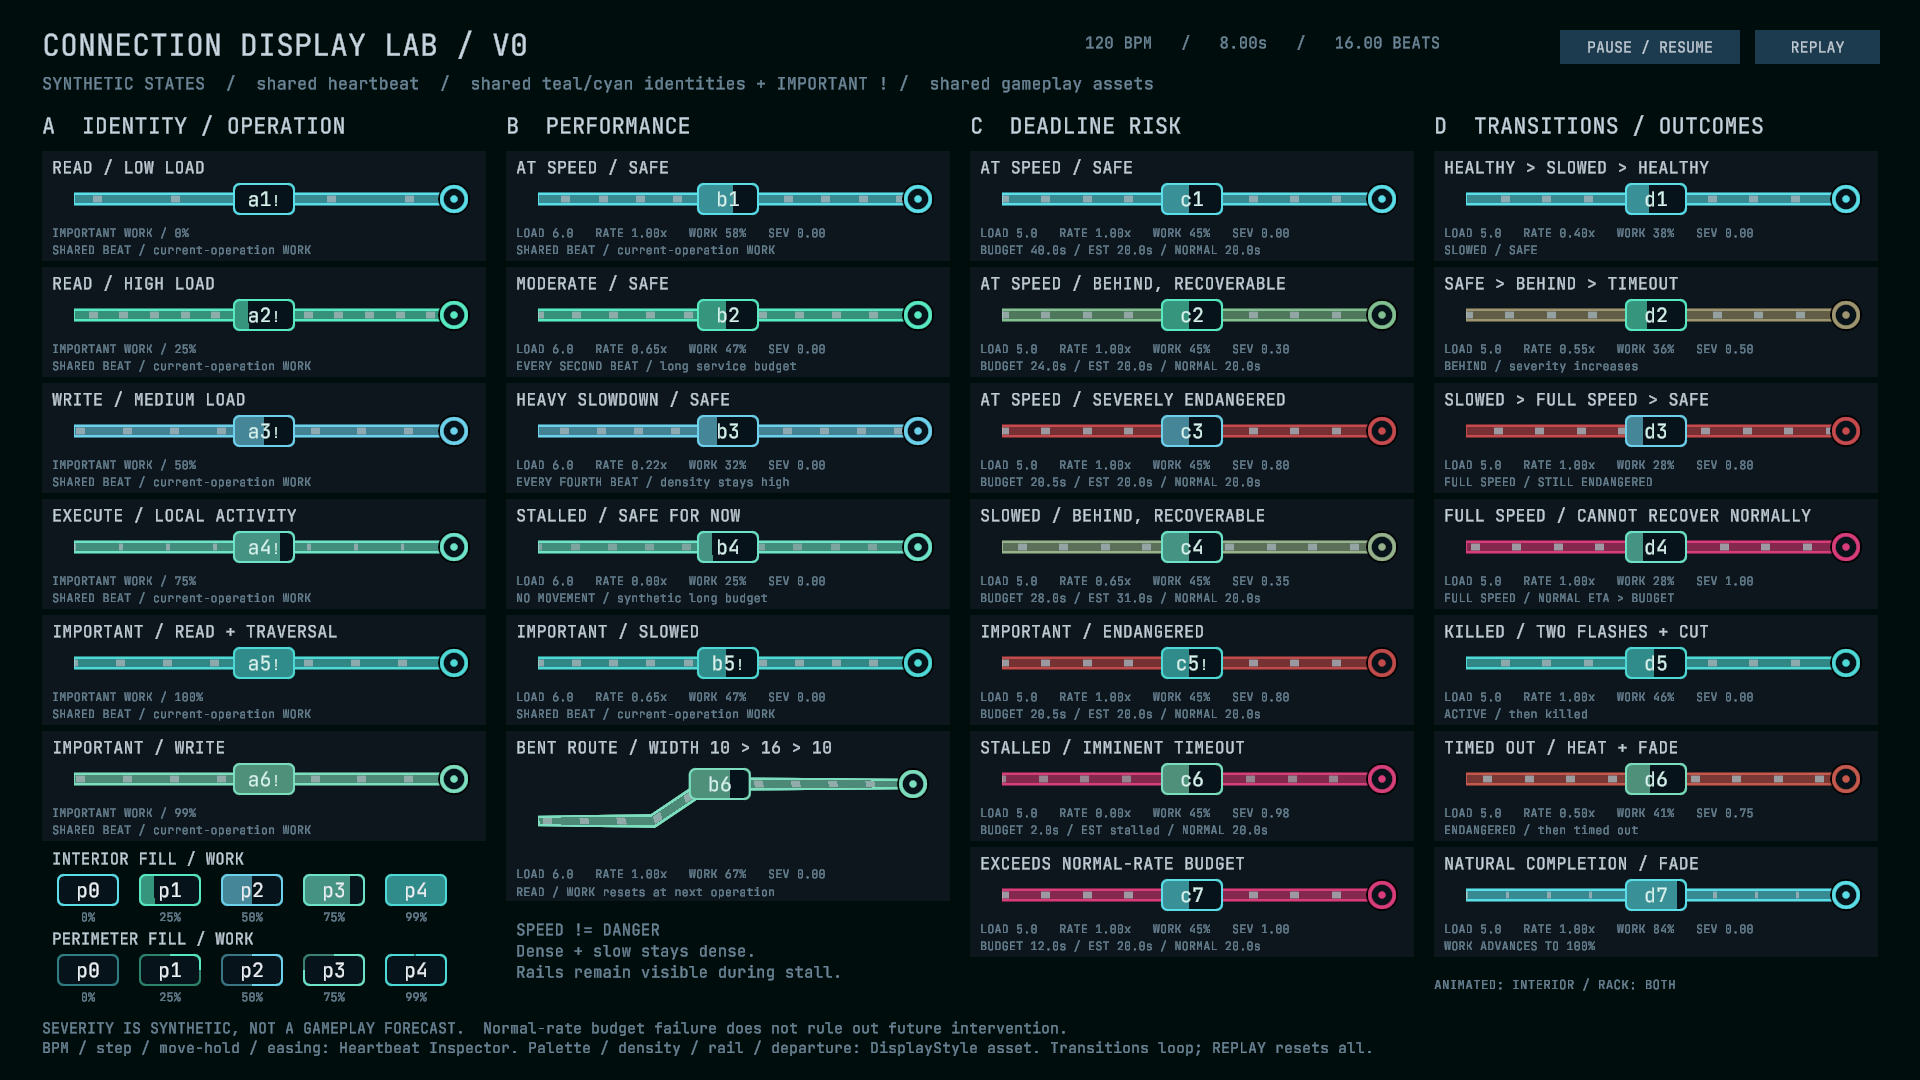 CONNECTION DISPLAY LAB / V0
120 BPM / 8.00s / 16.00 BEATS
PAUSE / RESUME
REPLAY
SYNTHETIC STATES / shared heartbeat / shared teal/cyan identities + IMPORTANT ! / shared gameplay assets
A IDENTITY / OPERATION
READ / LOW LOAD
a1!
IMPORTANT WORK / 0%
SHARED BEAT / current-operation WORK
READ / HIGH LOAD
a2!
IMPORTANT WORK / 25%
SHARED BEAT / current-operation WORK
WRITE / MEDIUM LOAD
a3!
IMPORTANT WORK / 50%
SHARED BEAT / current-operation WORK
EXECUTE / LOCAL ACTIVITY
a4!
IMPORTANT WORK / 75%
SHARED BEAT / current-operation WORK
IMPORTANT / READ + TRAVERSAL
a5!
IMPORTANT WORK / 100%
SHARED BEAT / current-operation WORK
IMPORTANT / WRITE
a6!
IMPORTANT WORK / 99%
SHARED BEAT / current-operation WORK
INTERIOR FILL / WORK
p0 p1 p2 p3 p4
0% 25% 50% 75% 99%
PERIMETER FILL / WORK
p0 p1 p2 p3 p4
0% 25% 50% 75% 99%
B PERFORMANCE
AT SPEED / SAFE
b1
LOAD 6.0 RATE 1.00x WORK 58% SEV 0.00
SHARED BEAT / current-operation WORK
MODERATE / SAFE
b2
LOAD 6.0 RATE 0.65x WORK 47% SEV 0.00
EVERY SECOND BEAT / long service budget
HEAVY SLOWDOWN / SAFE
b3
LOAD 6.0 RATE 0.22x WORK 32% SEV 0.00
EVERY FOURTH BEAT / density stays high
STALLED / SAFE FOR NOW
b4
LOAD 6.0 RATE 0.00x WORK 25% SEV 0.00
NO MOVEMENT / synthetic long budget
IMPORTANT / SLOWED
b5!
LOAD 6.0 RATE 0.65x WORK 47% SEV 0.00
SHARED BEAT / current-operation WORK
BENT ROUTE / WIDTH 10 > 16 > 10
b6
LOAD 6.0 RATE 1.00x WORK 67% SEV 0.00
READ / WORK resets at next operation
SPEED != DANGER
Dense + slow stays dense.
Rails remain visible during stall.
C DEADLINE RISK
AT SPEED / SAFE
c1
LOAD 5.0 RATE 1.00x WORK 45% SEV 0.00
BUDGET 40.0s / EST 20.0s / NORMAL 20.0s
AT SPEED / BEHIND, RECOVERABLE
c2
LOAD 5.0 RATE 1.00x WORK 45% SEV 0.30
BUDGET 24.0s / EST 20.0s / NORMAL 20.0s
AT SPEED / SEVERELY ENDANGERED
c3
LOAD 5.0 RATE 1.00x WORK 45% SEV 0.80
BUDGET 20.5s / EST 20.0s / NORMAL 20.0s
SLOWED / BEHIND, RECOVERABLE
c4
LOAD 5.0 RATE 0.65x WORK 45% SEV 0.35
BUDGET 28.0s / EST 31.0s / NORMAL 20.0s
IMPORTANT / ENDANGERED
c5!
LOAD 5.0 RATE 1.00x WORK 45% SEV 0.80
BUDGET 20.5s / EST 20.0s / NORMAL 20.0s
STALLED / IMMINENT TIMEOUT
c6
LOAD 5.0 RATE 0.00x WORK 45% SEV 0.98
BUDGET 2.0s / EST stalled / NORMAL 20.0s
EXCEEDS NORMAL-RATE BUDGET
c7
LOAD 5.0 RATE 1.00x WORK 45% SEV 1.00
BUDGET 12.0s / EST 20.0s / NORMAL 20.0s
D TRANSITIONS / OUTCOMES
HEALTHY > SLOWED > HEALTHY
d1
LOAD 5.0 RATE 0.40x WORK 38% SEV 0.00
SLOWED / SAFE
SAFE > BEHIND > TIMEOUT
d2
LOAD 5.0 RATE 0.55x WORK 36% SEV 0.50
BEHIND / severity increases
SLOWED > FULL SPEED > SAFE
d3
LOAD 5.0 RATE 1.00x WORK 28% SEV 0.80
FULL SPEED / STILL ENDANGERED
FULL SPEED / CANNOT RECOVER NORMALLY
d4
LOAD 5.0 RATE 1.00x WORK 28% SEV 1.00
FULL SPEED / NORMAL ETA > BUDGET
KILLED / TWO FLASHES + CUT
d5
LOAD 5.0 RATE 1.00x WORK 46% SEV 0.00
ACTIVE / then killed
TIMED OUT / HEAT + FADE
d6
LOAD 5.0 RATE 0.50x WORK 41% SEV 0.75
ENDANGERED / then timed out
NATURAL COMPLETION / FADE
d7
LOAD 5.0 RATE 1.00x WORK 84% SEV 0.00
WORK ADVANCES TO 100%
ANIMATED: INTERIOR / RACK: BOTH
SEVERITY IS SYNTHETIC, NOT A GAMEPLAY FORECAST. Normal-rate budget failure does not rule out future intervention.
BPM / step / move-hold / easing: Heartbeat Inspector. Palette / density / rail / departure: DisplayStyle asset. Transitions loop; REPLAY resets all.